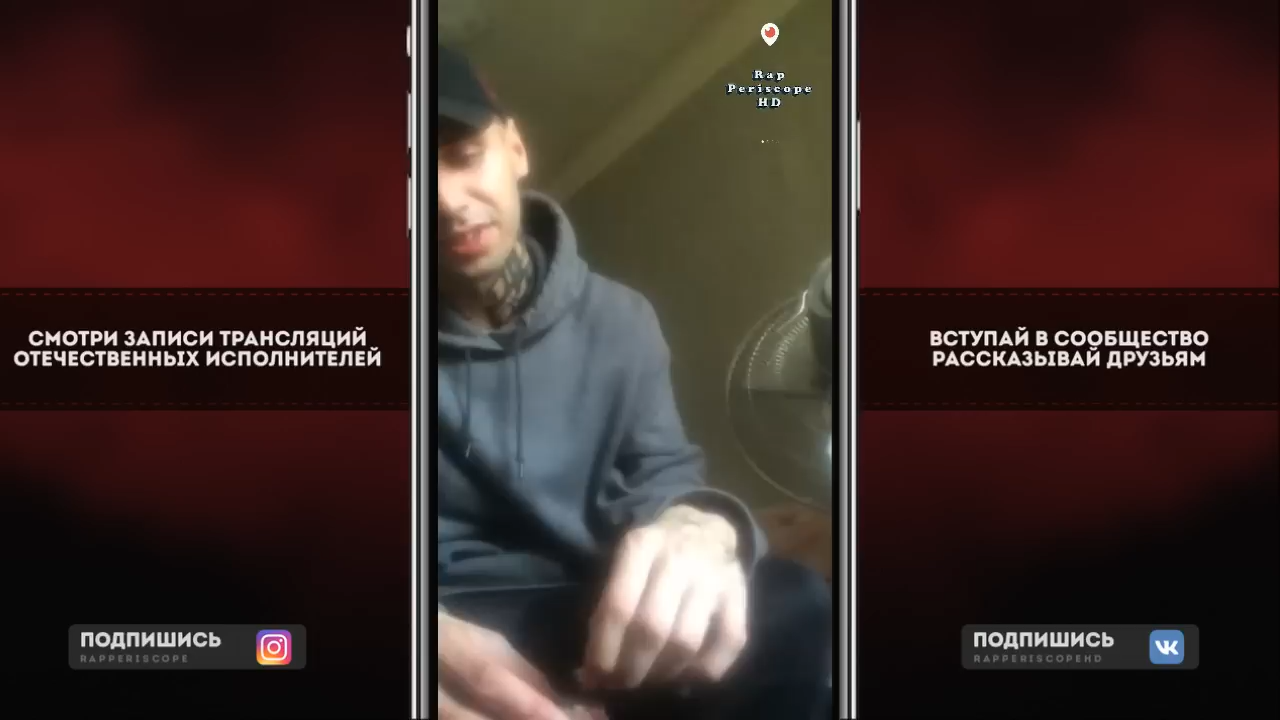 Rap
Periscope
HD
СМОТРИ ЗАПИСИ ТРАНСЛЯЦИЙ
ОТЕЧЕСТВЕННЫХ ИСПОЛНИТЕЛЕЙ
ВСТУПАЙ В СООБЩЕСТВО
РАССКАЗЫВАЙ ДРУЗЬЯМ
ПОДПИШИСЬ
RAPPERISCOPE
ПОДПИШИСЬ
RAPPERISCOPEHD